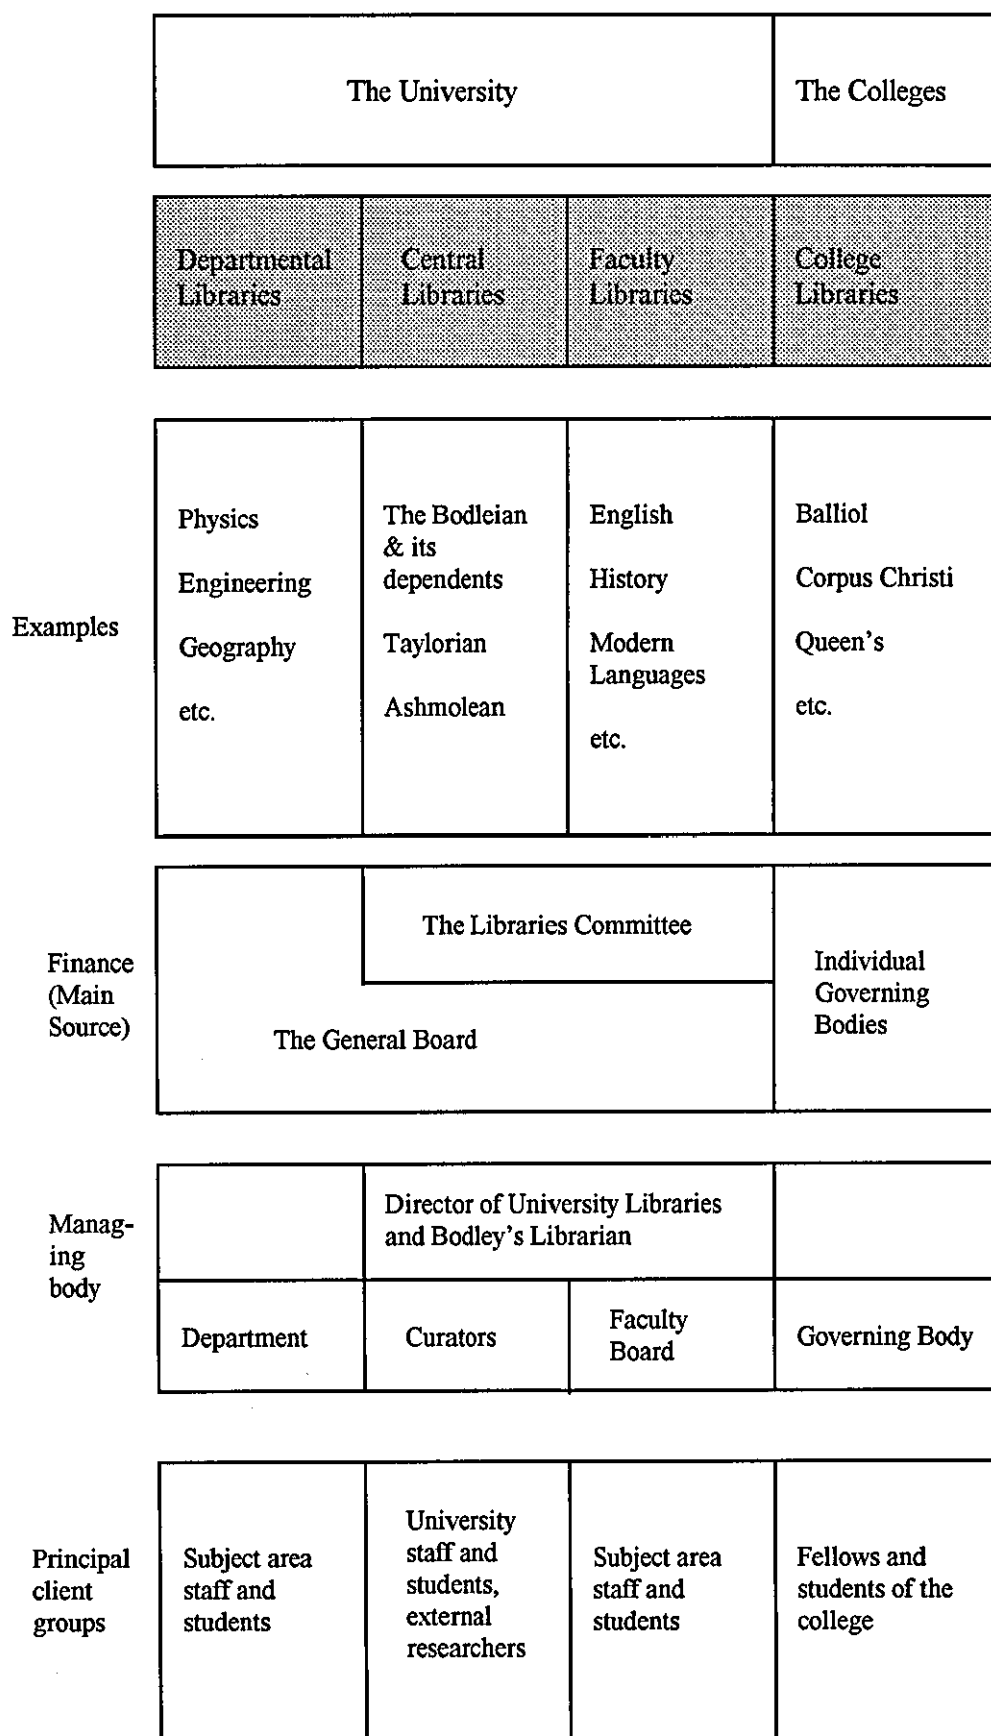 The University
The Colleges
Departmental
Libraries
Central
Libraries
Faculty
Libraries
College
Libraries
Examples
Physics
Engineering
Geography
etc.
The Bodleian
& its
dependents
Taylorian
Ashmolean
English
History
Modern
Languages
etc.
Balliol
Corpus Christi
Queen's
etc.
Finance
(Main
Source)
The Libraries Committee
The General Board
Individual
Governing
Bodies
Manag-
ing
body
Director of University Libraries
and Bodley's Librarian
Department
Curators
Faculty
Board
Governing Body
Principal
client
groups
Subject area
staff and
students
University
staff and
students,
external
researchers
Subject area
staff and
students
Fellows and
students of the
college